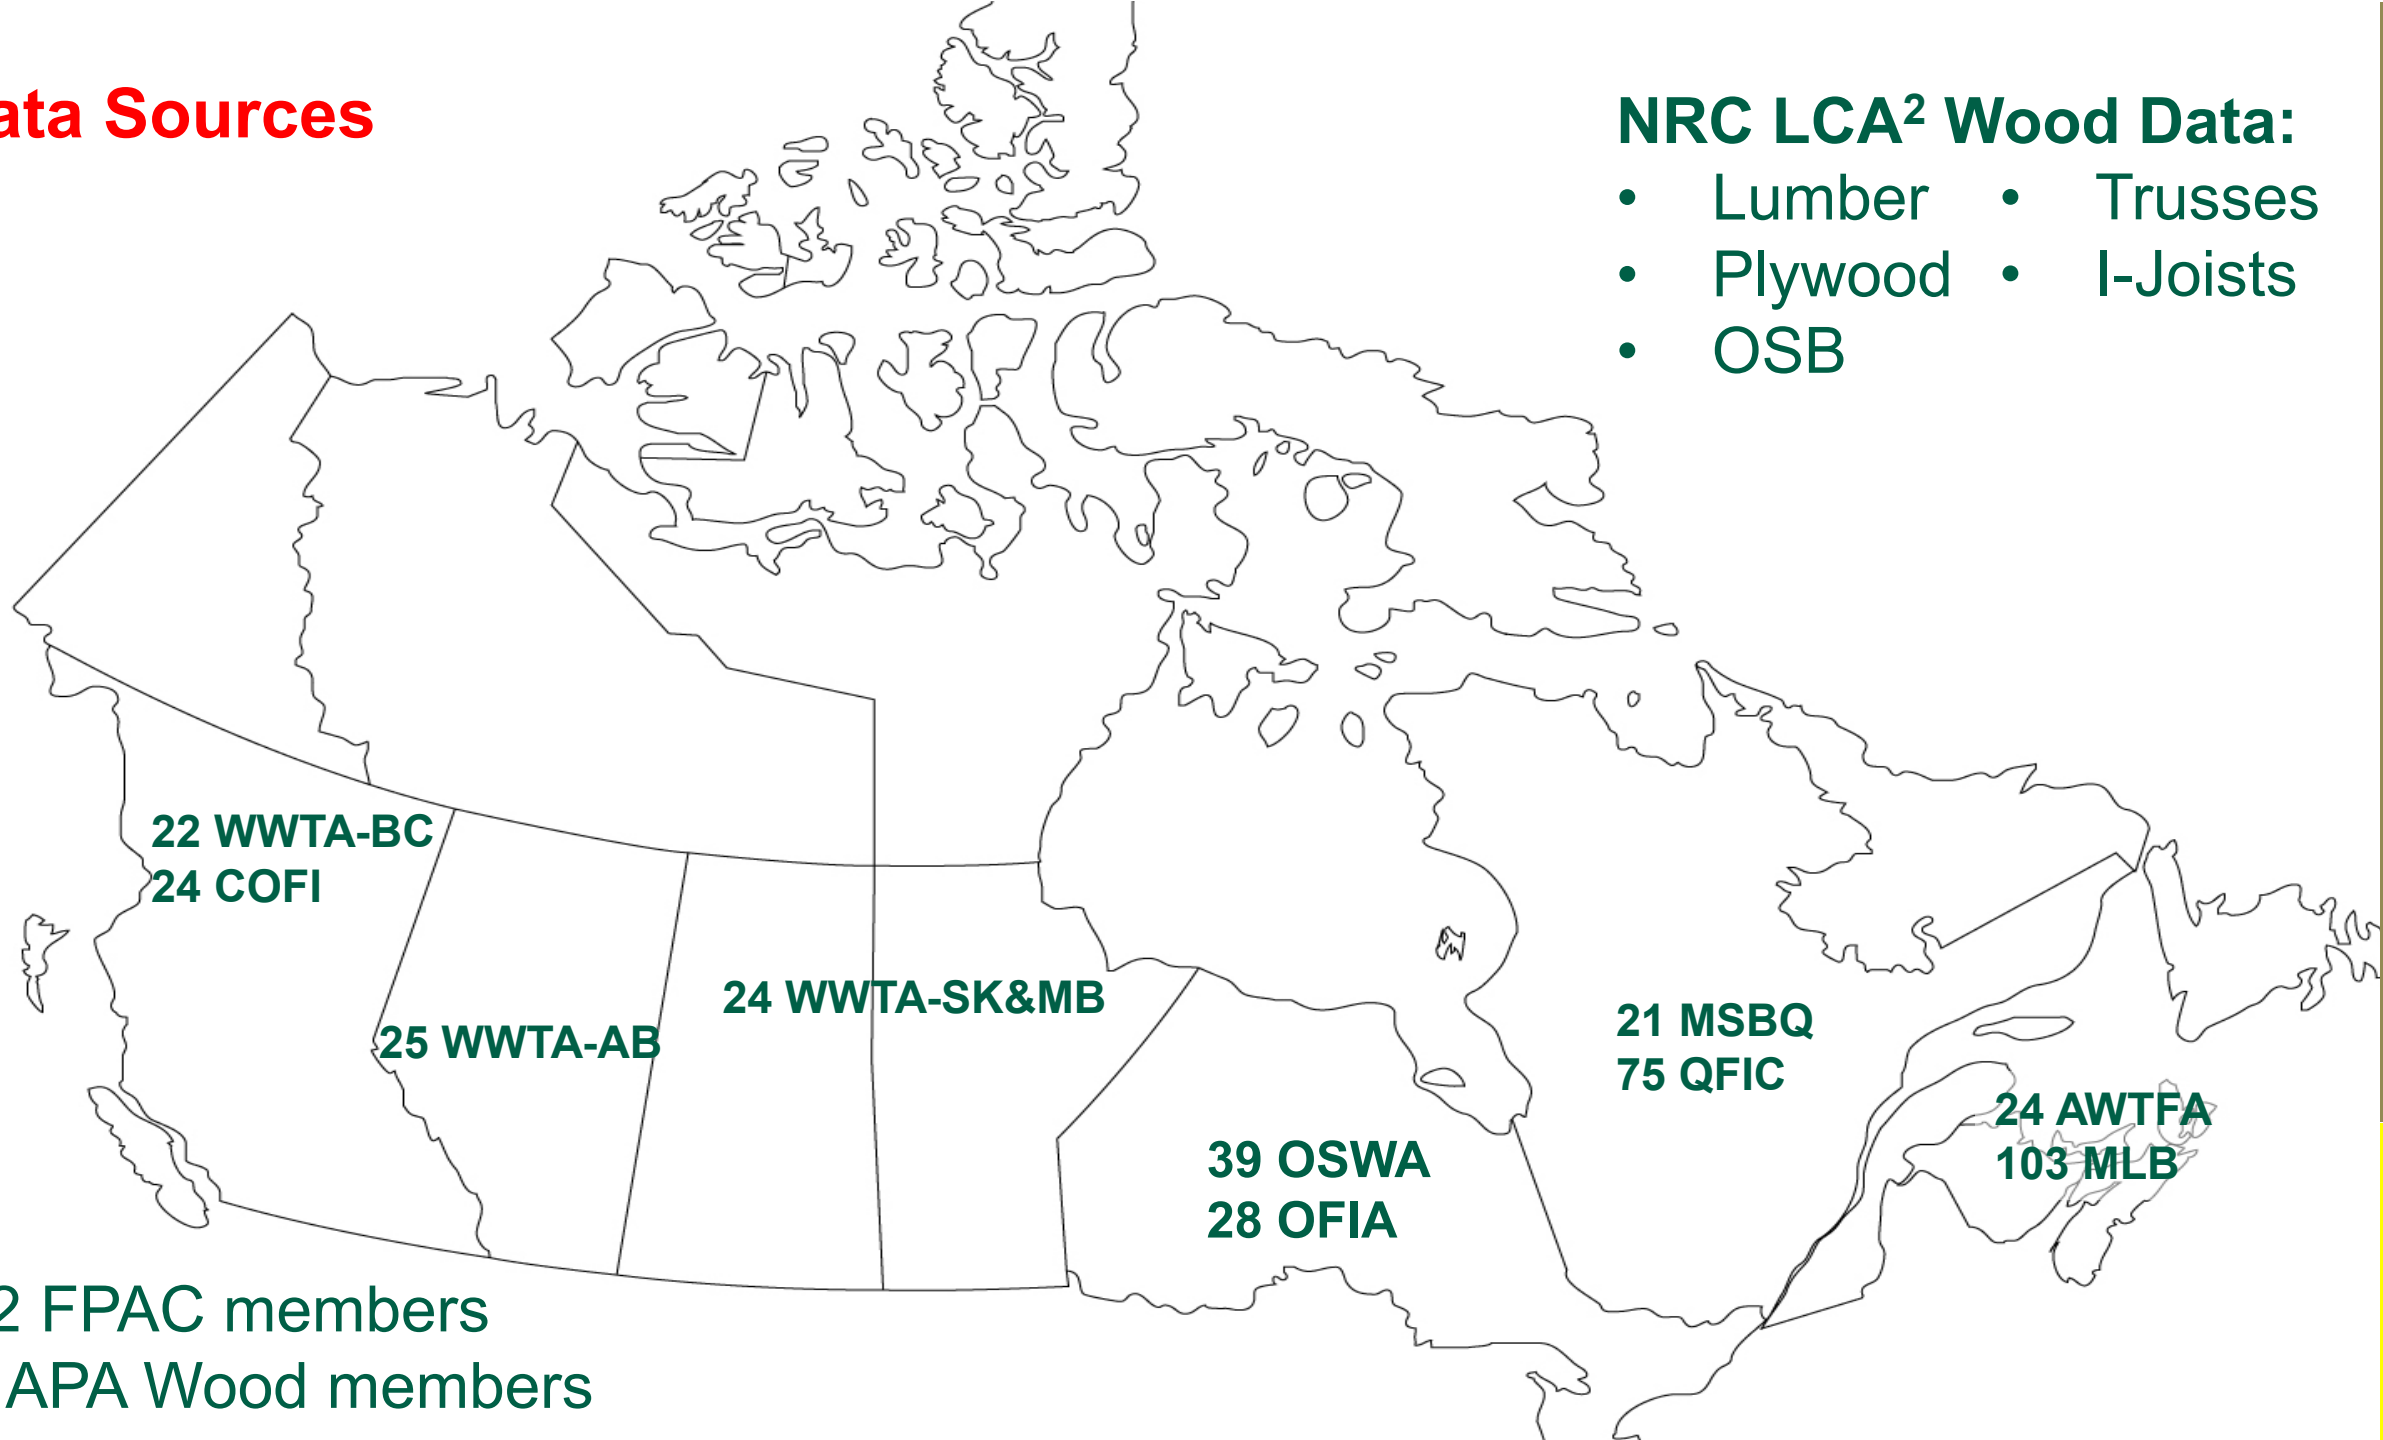 ata Sources
NRC LCA² Wood Data:
• Lumber • Trusses
• Plywood • I-Joists
• OSB
22 WWTA-BC
24 COFI
25 WWTA-AB
24 WWTA-SK&MB
21 MSBQ
75 QFIC
24 AWTFA
103 MLB
39 OSWA
28 OFIA
2 FPAC members
APA Wood members